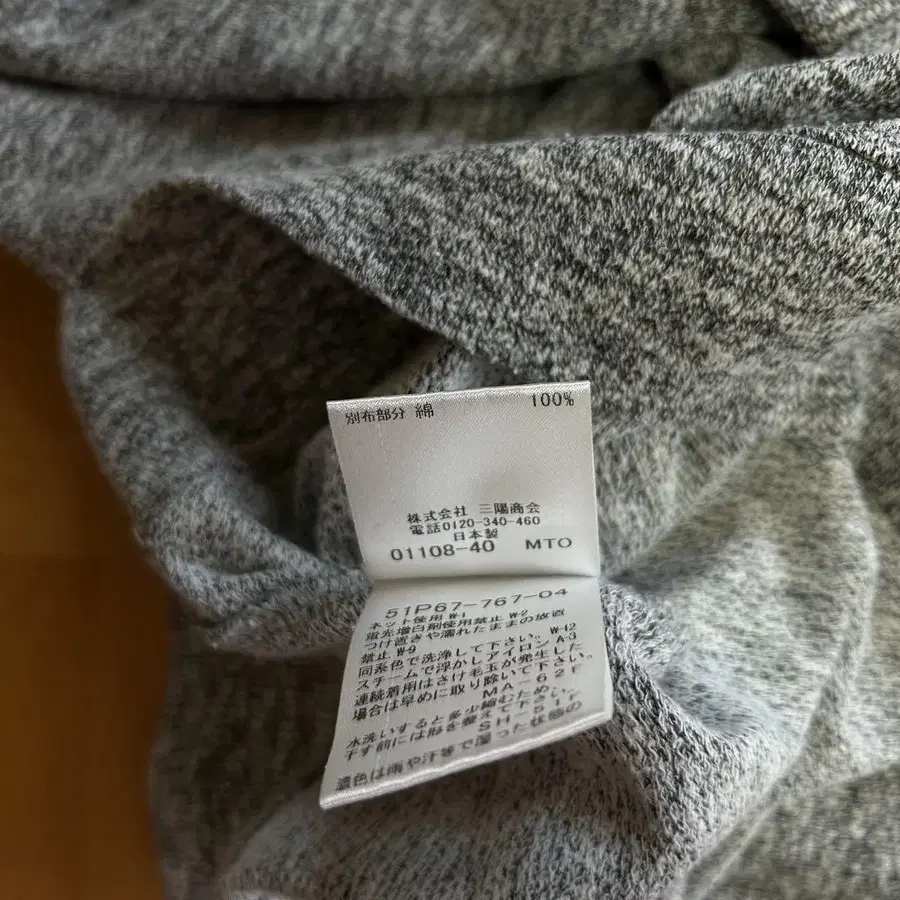 別布部分 綿 100%
株式会社 三陽商会
電話0120-340-460
日本製
01108-40 MTO
51P67-767-04
ネット使用 W-1
蛍光増白剤使用禁止 W-2
つけ置きや濡れたままの放置
禁止 W-9 W-12
同系色で洗浄して下さい。 A-3
スチームで浮かしアイロン
連続着用はさけ毛玉が発生した
場合は早めに取り除いて下さい。
MA-62F
水洗いすると多少縮むため、
干す前には形を整えて下さい。
SH-51F
濃色は雨や汗等で湿った状態の